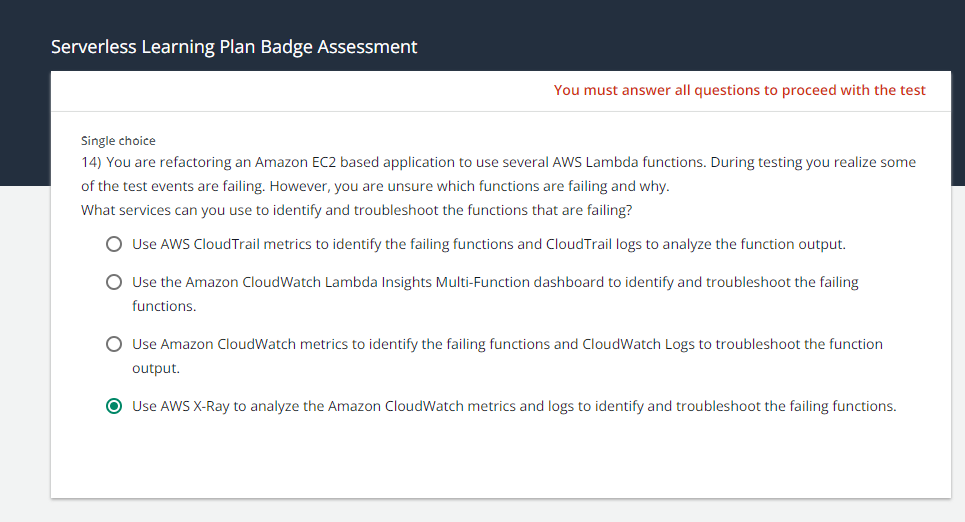 Serverless Learning Plan Badge Assessment
You must answer all questions to proceed with the test
Single choice
14) You are refactoring an Amazon EC2 based application to use several AWS Lambda functions. During testing you realize some
of the test events are failing. However, you are unsure which functions are failing and why.
What services can you use to identify and troubleshoot the functions that are failing?
Use AWS CloudTrail metrics to identify the failing functions and CloudTrail logs to analyze the function output.
Use the Amazon CloudWatch Lambda Insights Multi-Function dashboard to identify and troubleshoot the failing
functions.
Use Amazon CloudWatch metrics to identify the failing functions and CloudWatch Logs to troubleshoot the function
output.
Use AWS X-Ray to analyze the Amazon CloudWatch metrics and logs to identify and troubleshoot the failing functions.